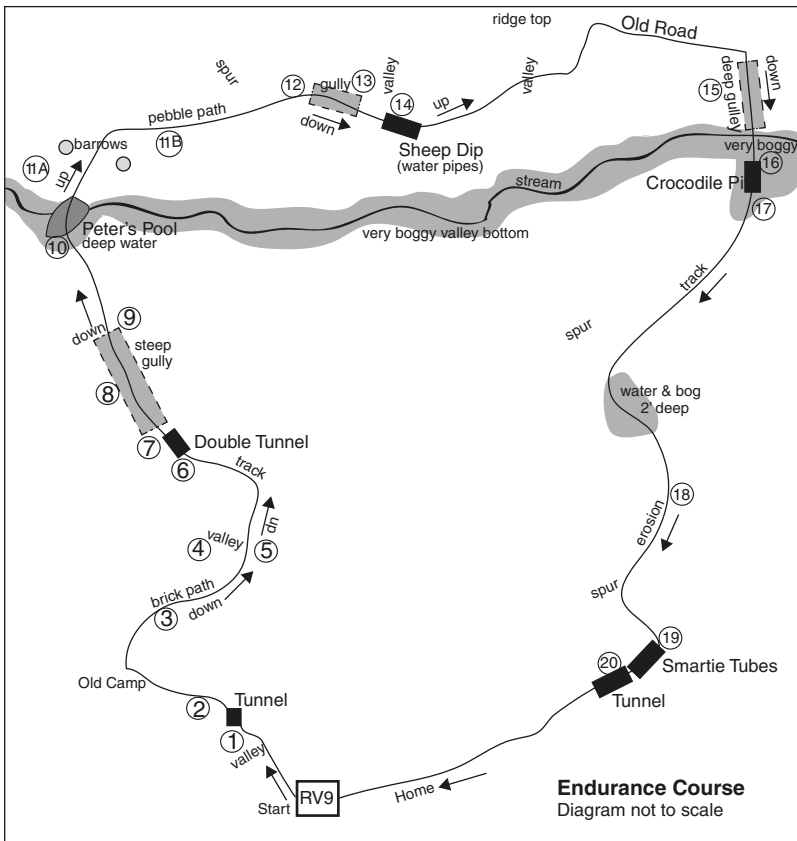 ridge top
Old Road
spur
12
gully
13
valley
valley
down
15
deep gulley
pebble path
14
up
down
barrows
11A
11B
Sheep Dip
(water pipes)
very boggy
16
up
stream
Crocodile Pi
17
Peter's Pool
deep water
10
very boggy valley bottom
track
down
9
steep
gully
spur
8
water & bog
2' deep
7
Double Tunnel
6
track
18
up
4
valley
5
erosion
brick path
down
3
spur
19
20
Smartie Tubes
Old Camp
2
Tunnel
Tunnel
1
valley
RV9
Start
Home
Endurance Course
Diagram not to scale